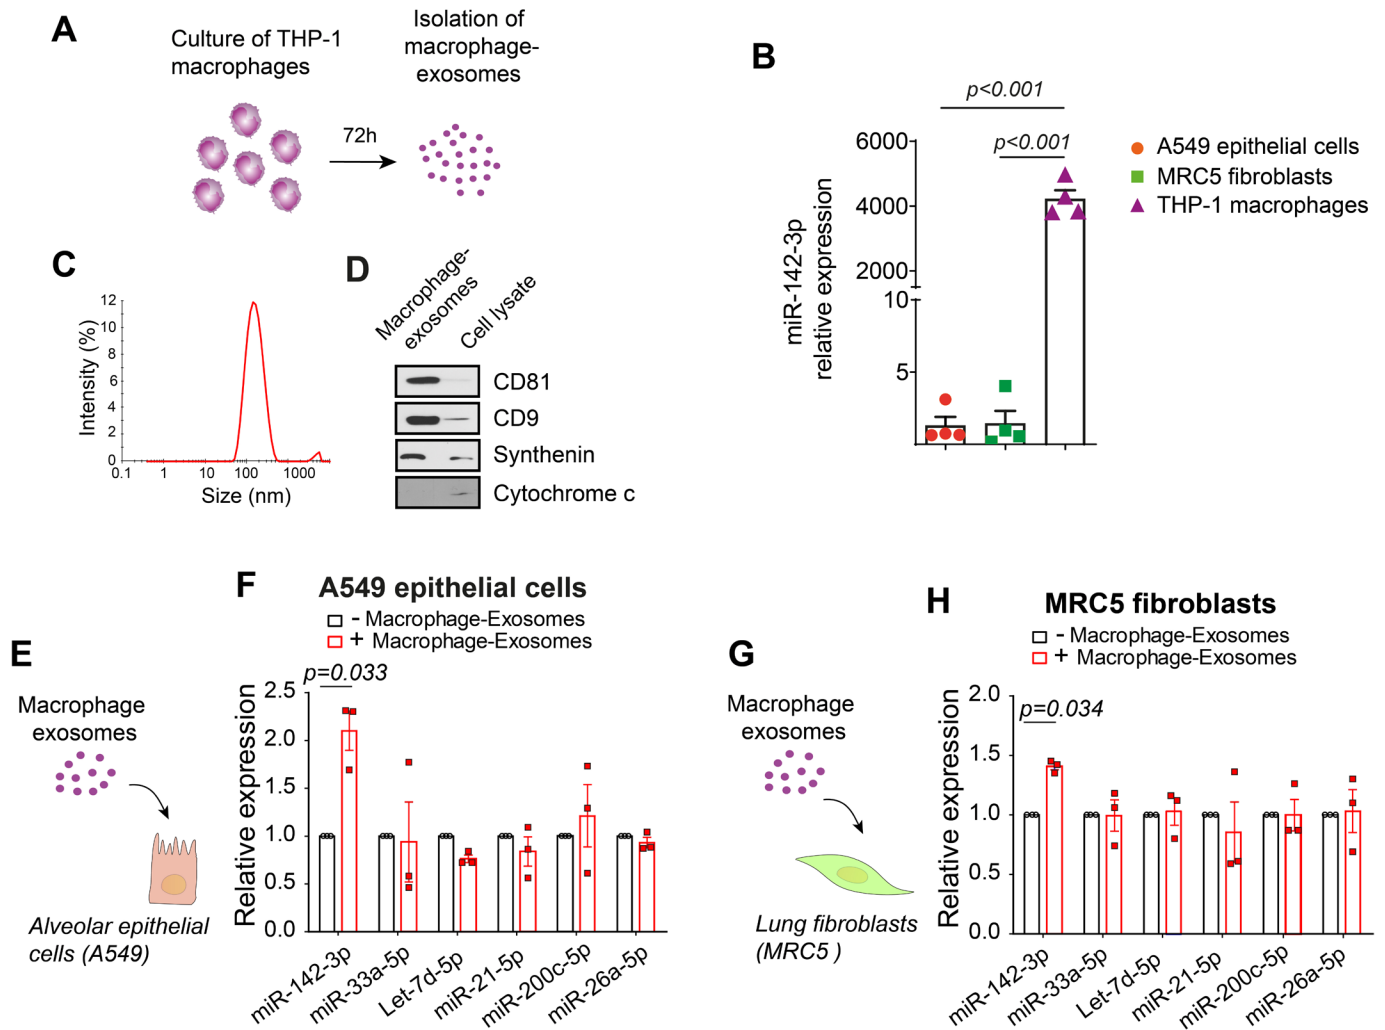 A
Culture of THP-1
macrophages
72h
Isolation of
macrophage-
exosomes
B
p<0.001
p<0.001
miR-142-3p
relative expression
6000
4000
2000
10
5
A549 epithelial cells
MRC5 fibroblasts
THP-1 macrophages
C
Intensity (%)
12
10
8
6
4
2
0
0.1
1
10
100
1000
Size (nm)
D
Macrophage-
exosomes
Cell lysate
CD81
CD9
Synthenin
Cytochrome c
E
Macrophage
exosomes
Alveolar epithelial
cells (A549)
F
A549 epithelial cells
- Macrophage-Exosomes
+ Macrophage-Exosomes
p=0.033
Relative expression
2.5
2.0
1.5
1.0
0.5
0.0
miR-142-3p
miR-33a-5p
Let-7d-5p
miR-21-5p
miR-200c-5p
miR-26a-5p
G
Macrophage
exosomes
Lung fibroblasts
(MRC5 )
H
MRC5 fibroblasts
- Macrophage-Exosomes
+ Macrophage-Exosomes
p=0.034
Relative expression
2.0
1.5
1.0
0.5
0.0
miR-142-3p
miR-33a-5p
Let-7d-5p
miR-21-5p
miR-200c-5p
miR-26a-5p